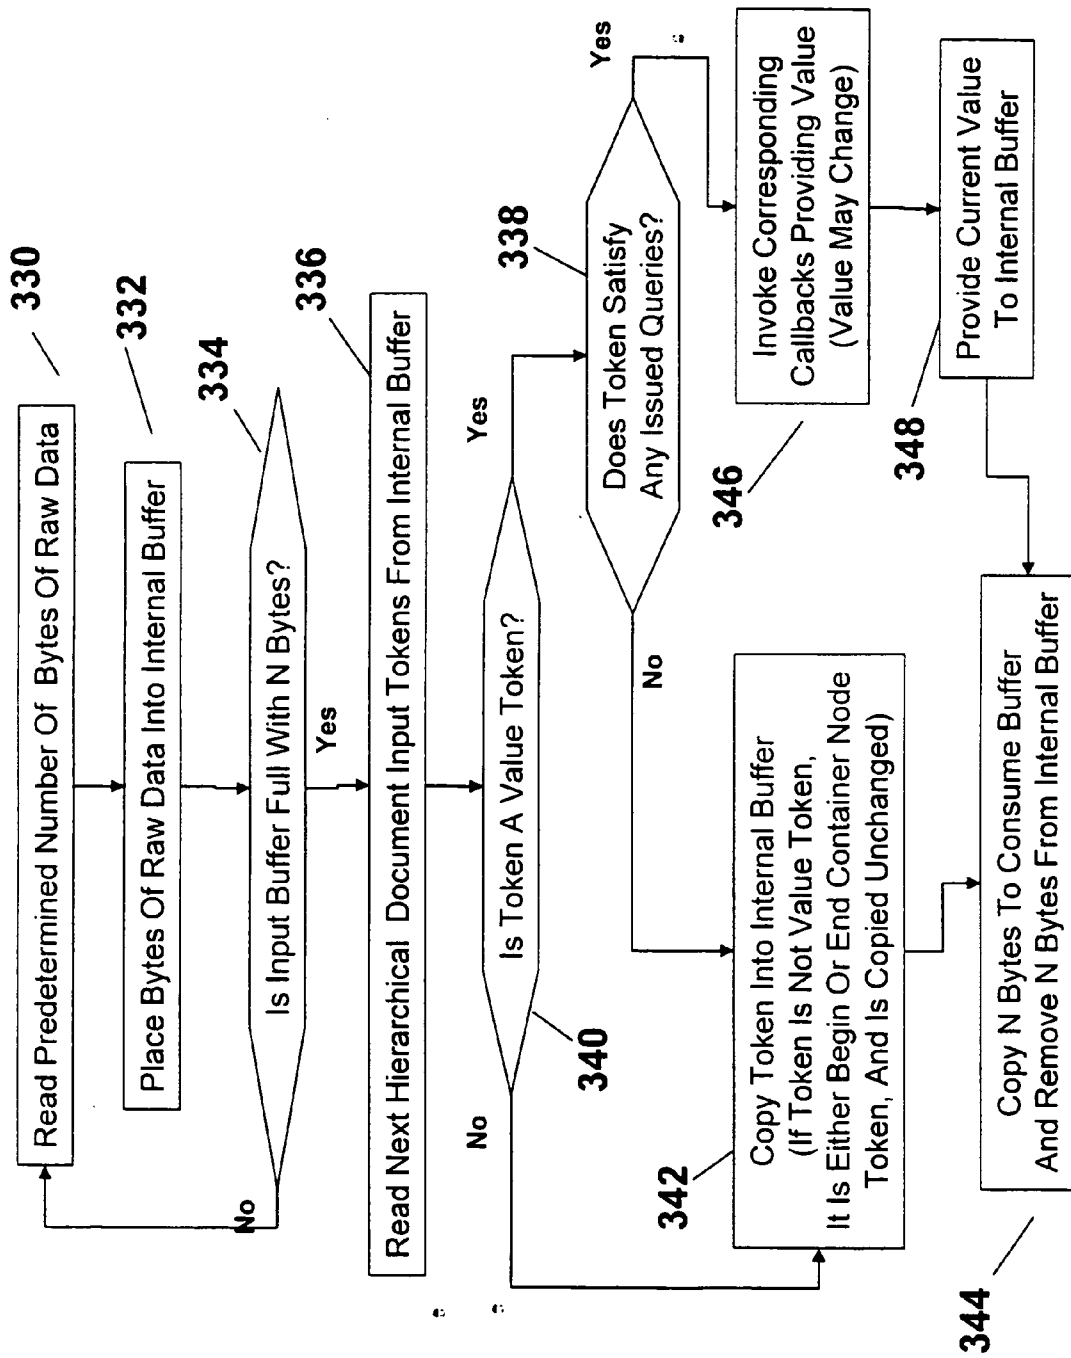 Read Predetermined Number Of Bytes Of Raw Data
330
Place Bytes Of Raw Data Into Internal Buffer
332
Is Input Buffer Full With N Bytes?
334
No
Yes
Read Next Hierarchical Document Input Tokens From Internal Buffer
336
Is Token A Value Token?
340
No
Yes
Does Token Satisfy
Any Issued Queries?
338
No
Yes
Copy Token Into Internal Buffer
(If Token Is Not Value Token,
It Is Either Begin Or End Container Node
Token, And Is Copied Unchanged)
342
Invoke Corresponding
Callbacks Providing Value
(Value May Change)
346
Provide Current Value
To Internal Buffer
348
Copy N Bytes To Consume Buffer
And Remove N Bytes From Internal Buffer
344